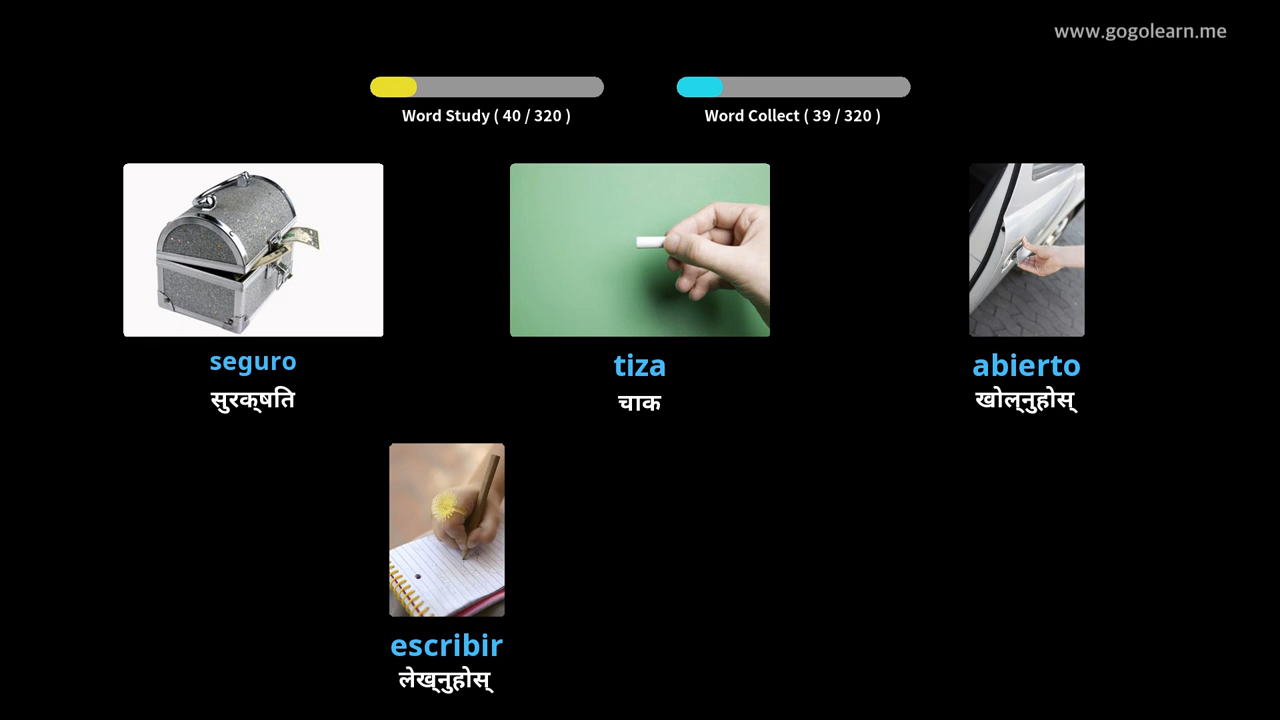 www.gogolearn.me
Word Study ( 40 / 320 )
Word Collect ( 39 / 320 )
seguro
सुरक्षति
tiza
चाक
abierto
खोल्नुहोस्
escribir
लेख्नुहोस्